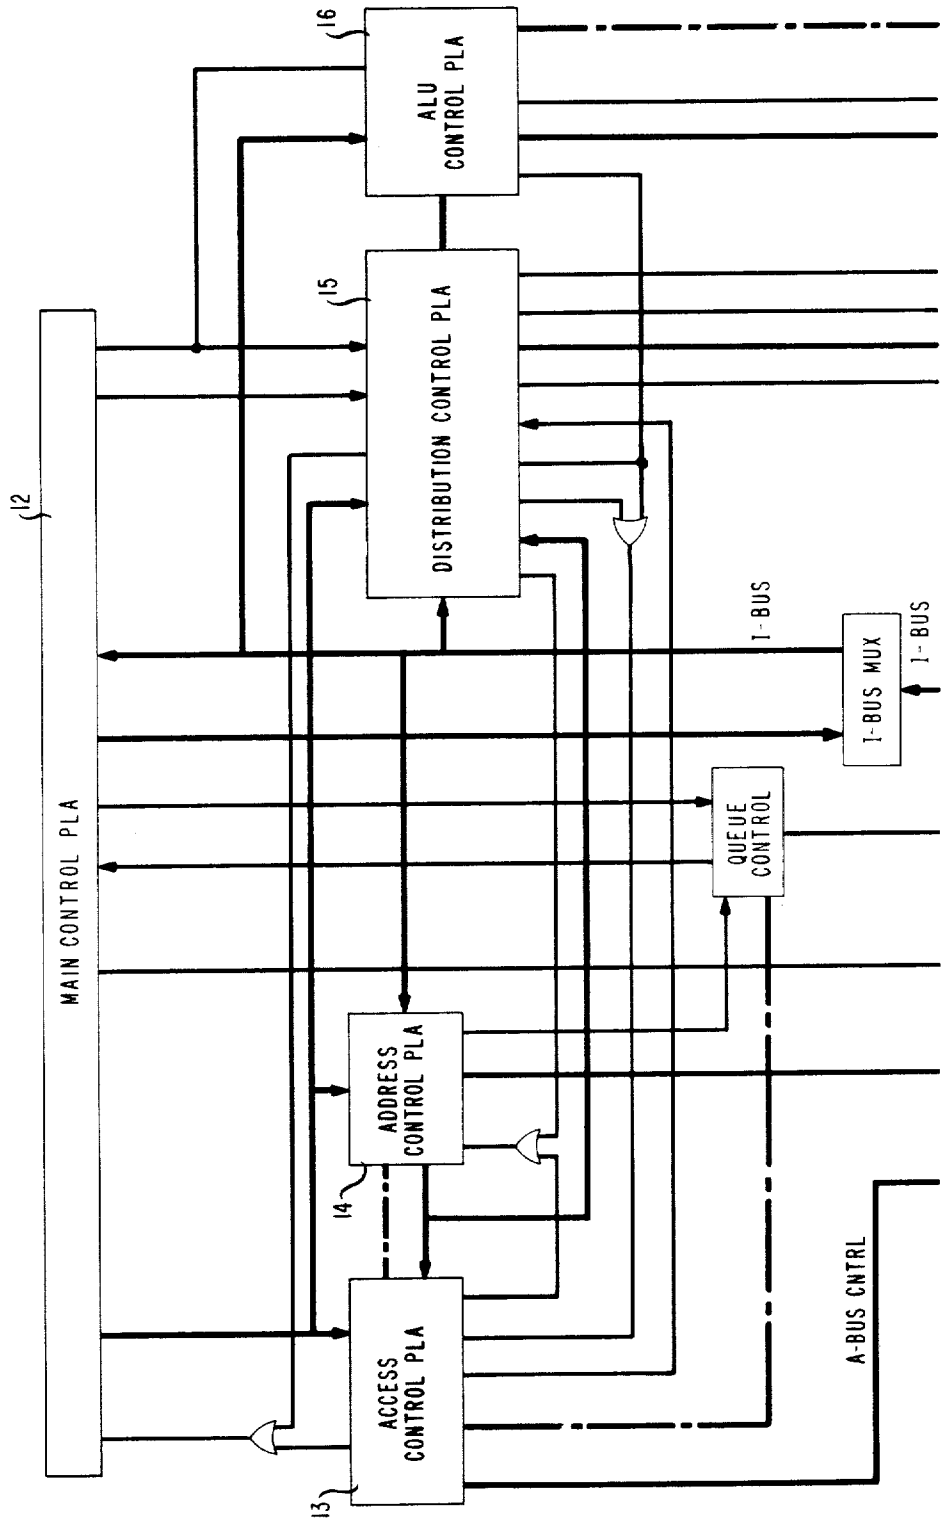 12
MAIN CONTROL PLA
13
ACCESS
CONTROL PLA
14
ADDRESS
CONTROL PLA
15
DISTRIBUTION CONTROL PLA
16
ALU
CONTROL PLA
QUEUE
CONTROL
I-BUS
I-BUS MUX
I-BUS
A-BUS CNTRL